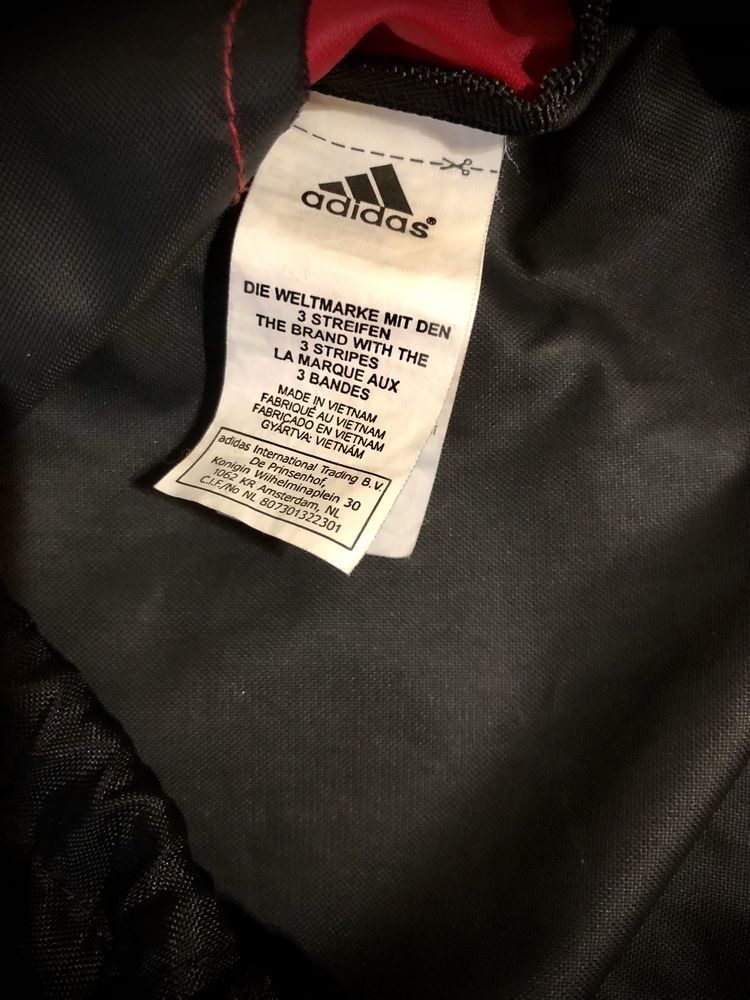 adidas®
DIE WELTMARKE MIT DEN
3 STREIFEN
THE BRAND WITH THE
3 STRIPES
LA MARQUE AUX
3 BANDES
MADE IN VIETNAM
FABRIQUÉ AU VIETNAM
FABRICADO EN VIETNAM
GYÁRTVA: VIETNÁM
adidas International Trading B.V.
De Prinsenhof,
Konigin Wilhelminaplein 30
1062 KR Amsterdam, NL
C.I.F./No NL 807301322301